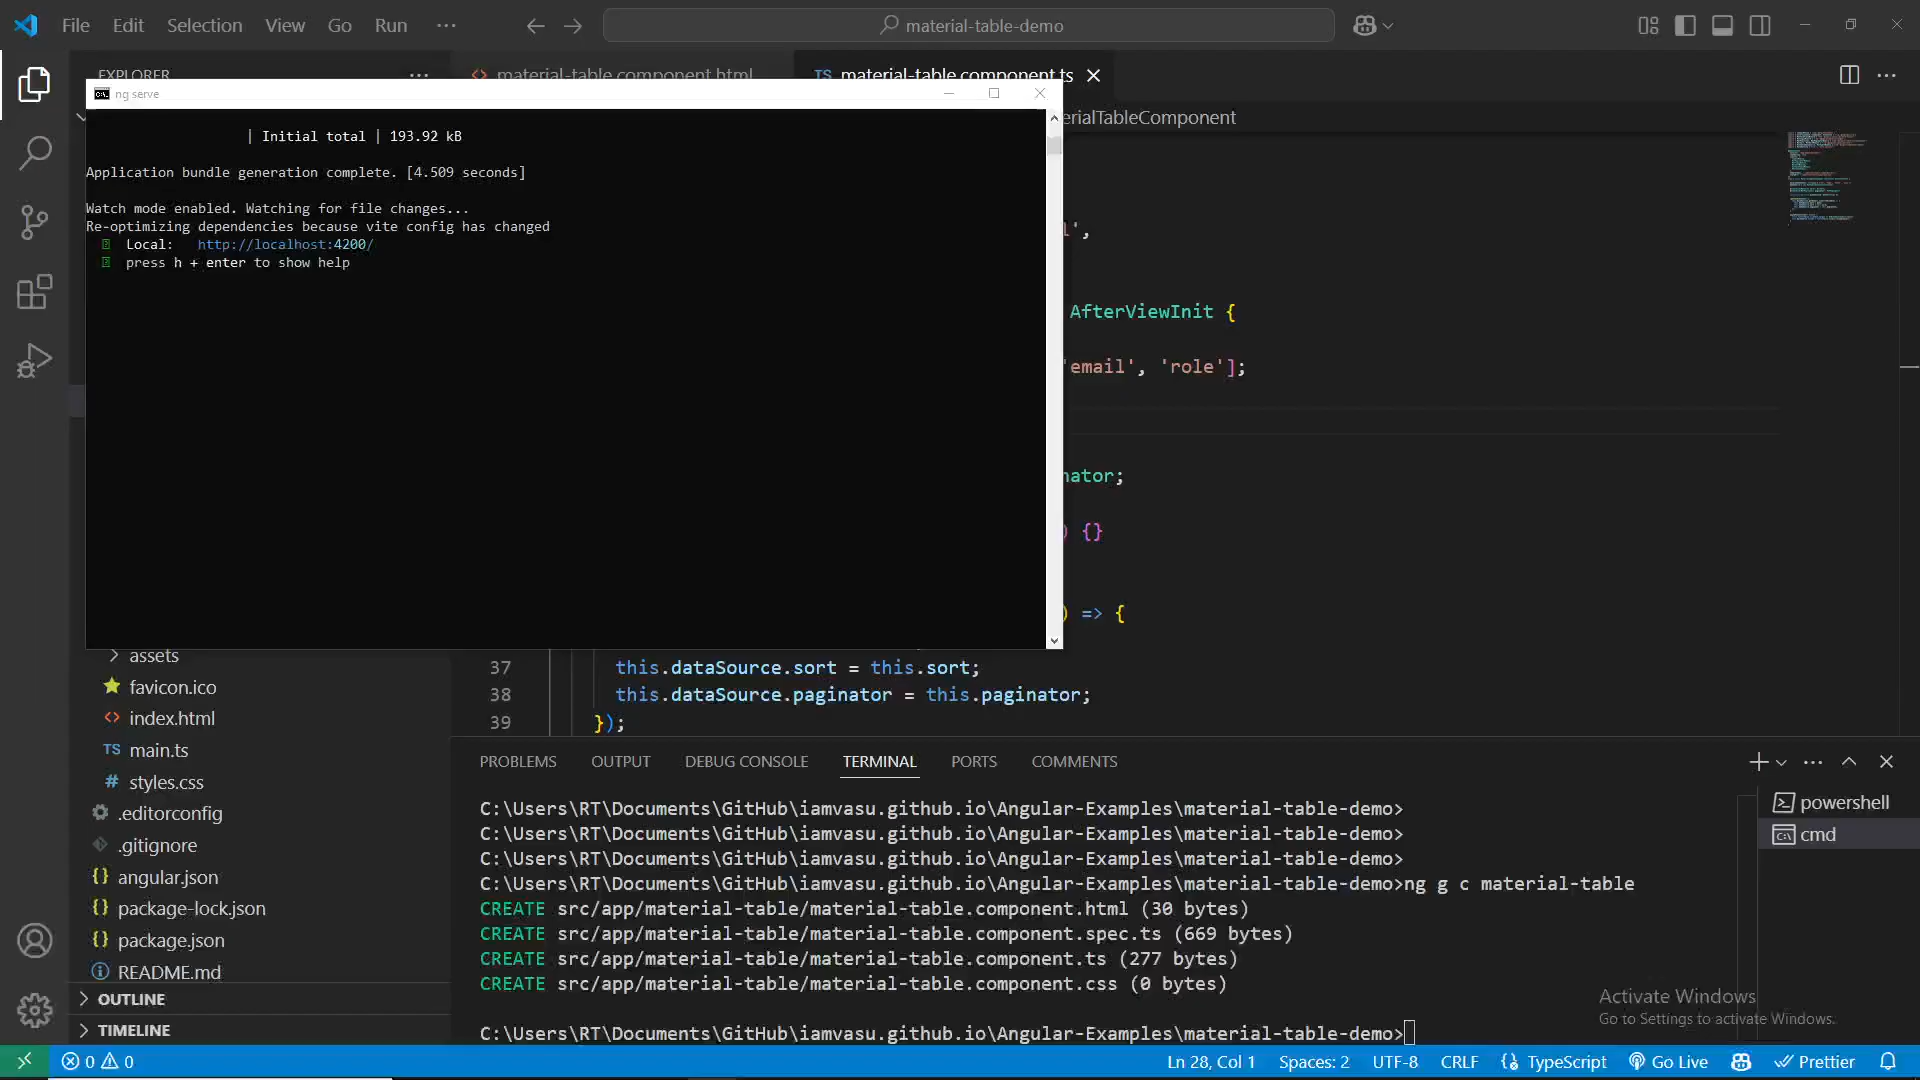 File Edit Selection View Go Run ···
material-table-demo
EXPLORER ···
material-table.component.html
TS material-table.component.ts
ng serve
erialTableComponent
| Initial total | 193.92 kB
Application bundle generation complete. [4.509 seconds]
Watch mode enabled. Watching for file changes...
Re-optimizing dependencies because vite config has changed
Local: http://localhost:4200/
press h + enter to show help
l',
AfterViewInit {
'email', 'role'];
nator;
) {}
) => {
37 this.dataSource.sort = this.sort;
38 this.dataSource.paginator = this.paginator;
39 });
assets
favicon.ico
index.html
TS main.ts
# styles.css
.editorconfig
.gitignore
{} angular.json
{} package-lock.json
{} package.json
README.md
OUTLINE
TIMELINE
PROBLEMS OUTPUT DEBUG CONSOLE TERMINAL PORTS COMMENTS
C:\Users\RT\Documents\GitHub\iamvasu.github.io\Angular-Examples\material-table-demo>
C:\Users\RT\Documents\GitHub\iamvasu.github.io\Angular-Examples\material-table-demo>
C:\Users\RT\Documents\GitHub\iamvasu.github.io\Angular-Examples\material-table-demo>
C:\Users\RT\Documents\GitHub\iamvasu.github.io\Angular-Examples\material-table-demo>ng g c material-table
CREATE src/app/material-table/material-table.component.html (30 bytes)
CREATE src/app/material-table/material-table.component.spec.ts (669 bytes)
CREATE src/app/material-table/material-table.component.ts (277 bytes)
CREATE src/app/material-table/material-table.component.css (0 bytes)
C:\Users\RT\Documents\GitHub\iamvasu.github.io\Angular-Examples\material-table-demo>
powershell
cmd
Activate Windows
Go to Settings to activate Windows.
0 0
Ln 28, Col 1 Spaces: 2 UTF-8 CRLF {} TypeScript Go Live Prettier